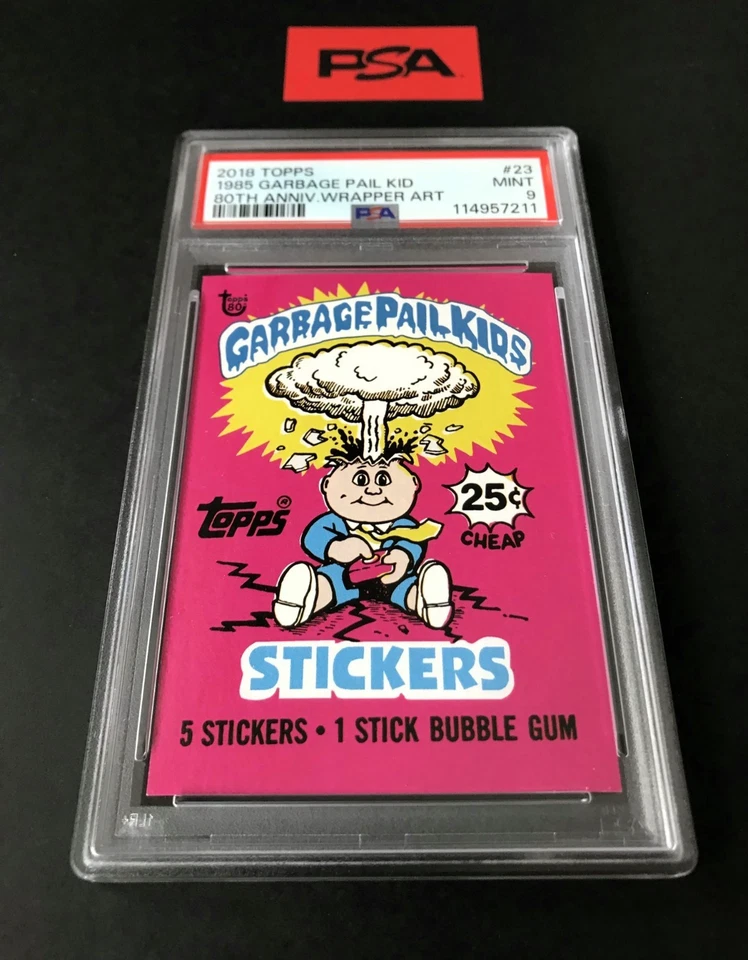 PSA
2018 TOPPS #23
1985 GARBAGE PAIL KID MINT
80TH ANNIV.WRAPPER ART 9
PSA 114957211
topps
80
GARBAGE PAIL KIDS
topps®
25¢
CHEAP
STICKERS
5 STICKERS • 1 STICK BUBBLE GUM